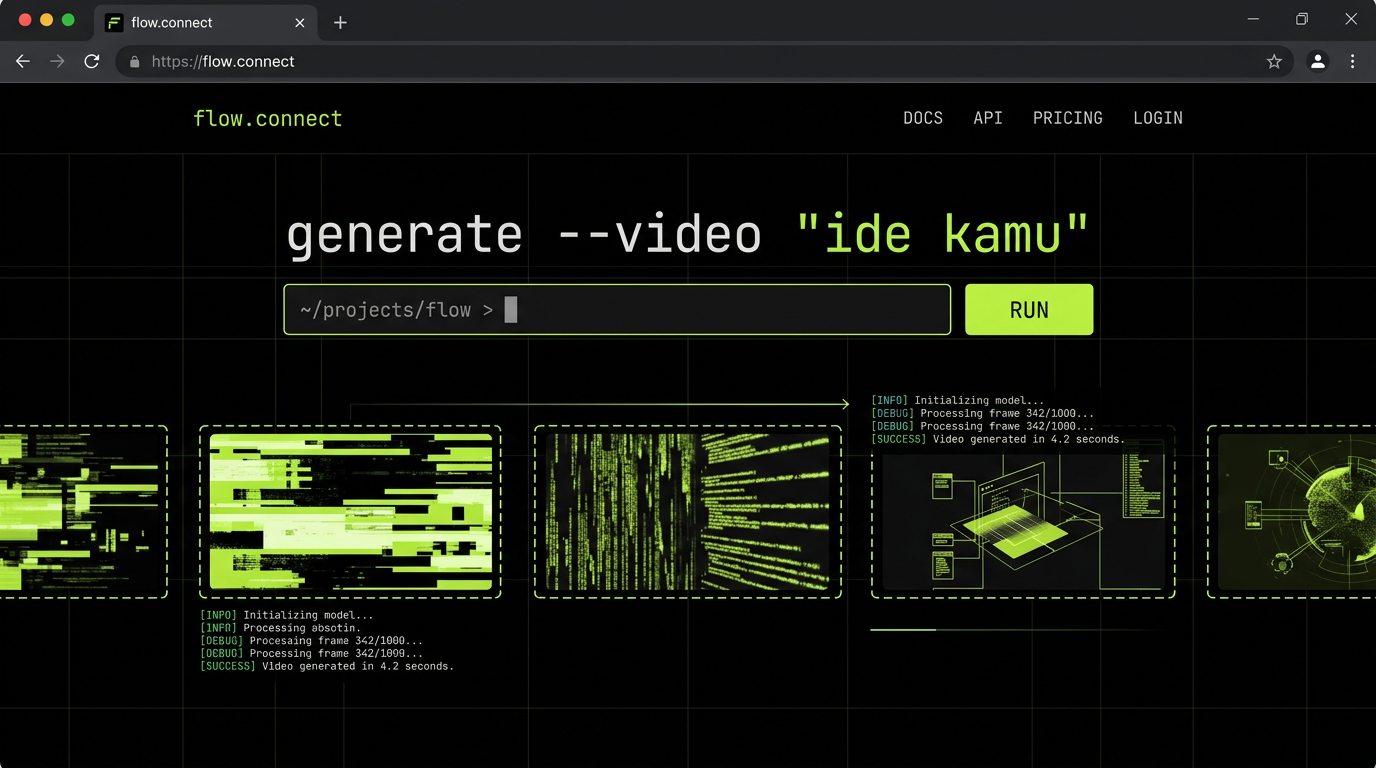 flow.connect
https://flow.connect
flow.connect
DOCS API PRICING LOGIN
generate --video "ide kamu"
~/projects/flow >
RUN
[INFO] Initializing model...
[DEBUG] Processing frame 342/1000...
[DEBUG] Processing frame 342/1000...
[SUCCESS] Video generated in 4.2 seconds.
[INFO] Initializing model...
[INFO] Processing absotin.
[DEBUG] Processing frame 342/1000...
[DEBUG] Processing frame 342/1000...
[SUCCESS] Video generated in 4.2 seconds.